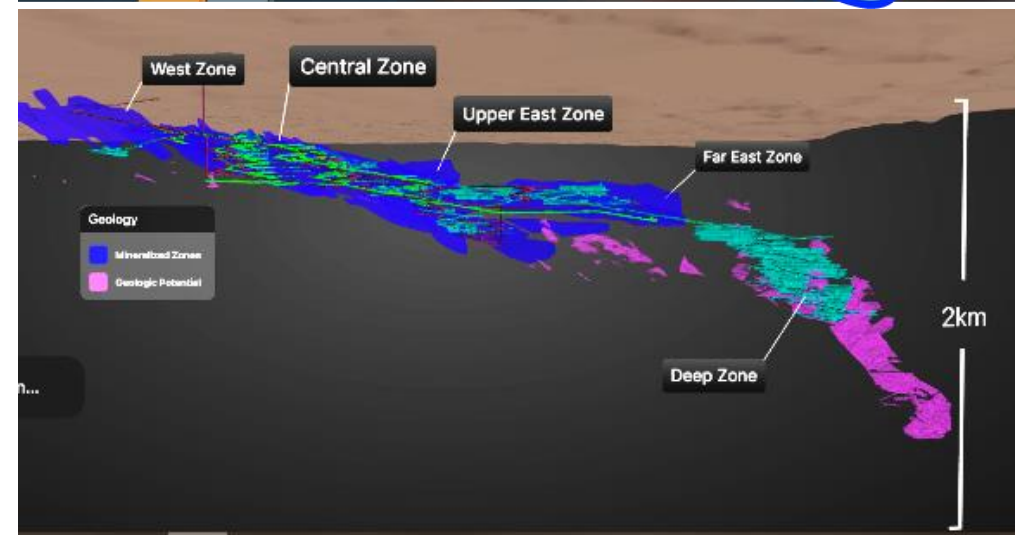 West Zone
Central Zone
Upper East Zone
Far East Zone
Geology
Mineralized Zones
Geologic Potential
2km
Deep Zone
n...